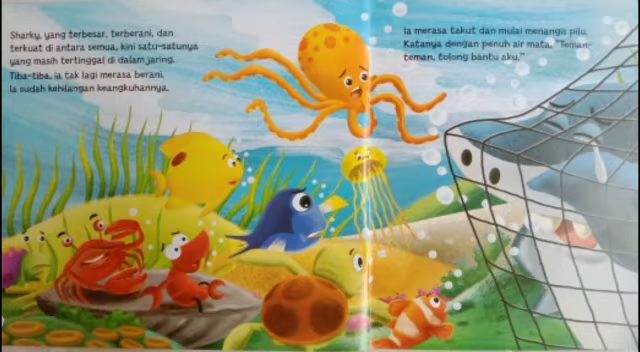 Sharky, yang terbesar, terberani, dan
terkuat di antara semua, kini satu-satunya
yang masih tertinggal di dalam jaring.
Tiba-tiba, ia tak lagi merasa berani.
Ia sudah kehilangan keangkuhannya.
Ia merasa takut dan mulai menangis pilu.
Katanya dengan penuh air mata, "Teman-
teman, tolong bantu aku."